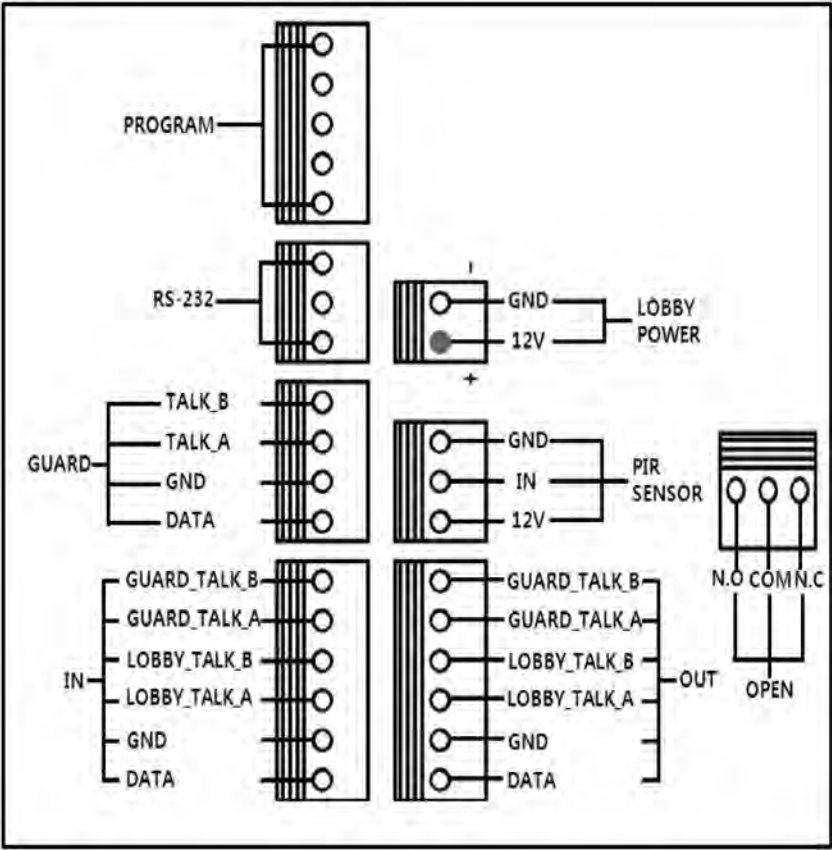 PROGRAM
RS-232
-
GND
12V
+
LOBBY
POWER
GUARD
TALK_B
TALK_A
GND
DATA
GND
IN
12V
PIR
SENSOR
N.O COM N.C
OPEN
IN
GUARD_TALK_B
GUARD_TALK_A
LOBBY_TALK_B
LOBBY_TALK_A
GND
DATA
GUARD_TALK_B
GUARD_TALK_A
LOBBY_TALK_B
LOBBY_TALK_A
GND
DATA
OUT